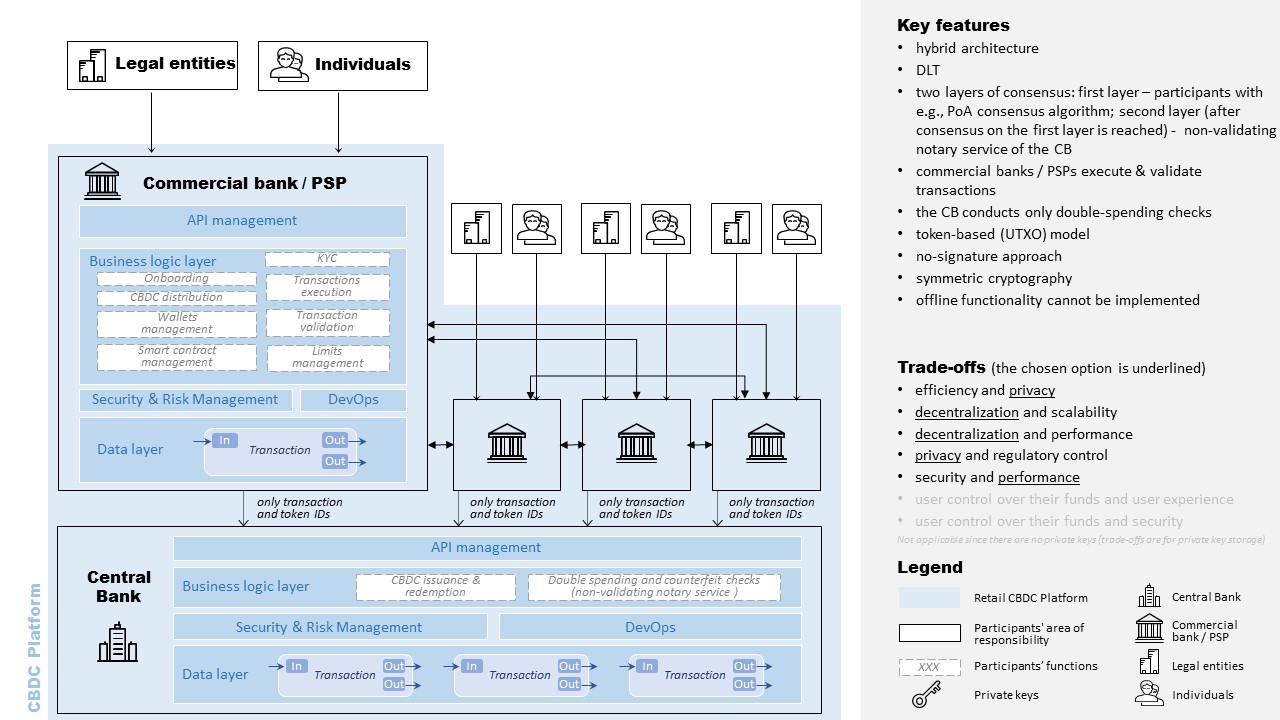 Legal entities
Individuals
Commercial bank / PSP
API management
Business logic layer
KYC
Onboarding
Transactions
execution
CBDC distribution
Wallets
management
Transaction
validation
Smart contract
management
Limits
management
Security & Risk Management
DevOps
Data layer
In
Transaction
Out
Out
only transaction
and token IDs
only transaction
and token IDs
only transaction
and token IDs
only transaction
and token IDs
Central
Bank
API management
Business logic layer
CBDC issuance &
redemption
Double spending and counterfeit checks
(non-validating notary service )
Security & Risk Management
DevOps
Data layer
In
Transaction
Out
Out
In
Transaction
Out
Out
In
Transaction
Out
Out
CBDC Platform
Key features
• hybrid architecture
• DLT
• two layers of consensus: first layer – participants with
e.g., PoA consensus algorithm; second layer (after
consensus on the first layer is reached) - non-validating
notary service of the CB
• commercial banks / PSPs execute & validate
transactions
• the CB conducts only double-spending checks
• token-based (UTXO) model
• no-signature approach
• symmetric cryptography
• offline functionality cannot be implemented
Trade-offs (the chosen option is underlined)
• efficiency and privacy
• decentralization and scalability
• decentralization and performance
• privacy and regulatory control
• security and performance
• user control over their funds and user experience
• user control over their funds and security
Not applicable since there are no private keys (trade-offs are for private key storage)
Legend
Retail CBDC Platform
Central Bank
Participants' area of
responsibility
Commercial
bank / PSP
XXX
Participants' functions
Legal entities
Private keys
Individuals